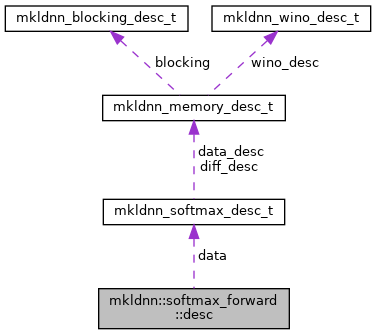 mkldnn_blocking_desc_t
mkldnn_wino_desc_t
blocking
wino_desc
mkldnn_memory_desc_t
data_desc
diff_desc
mkldnn_softmax_desc_t
data
mkldnn::softmax_forward
::desc